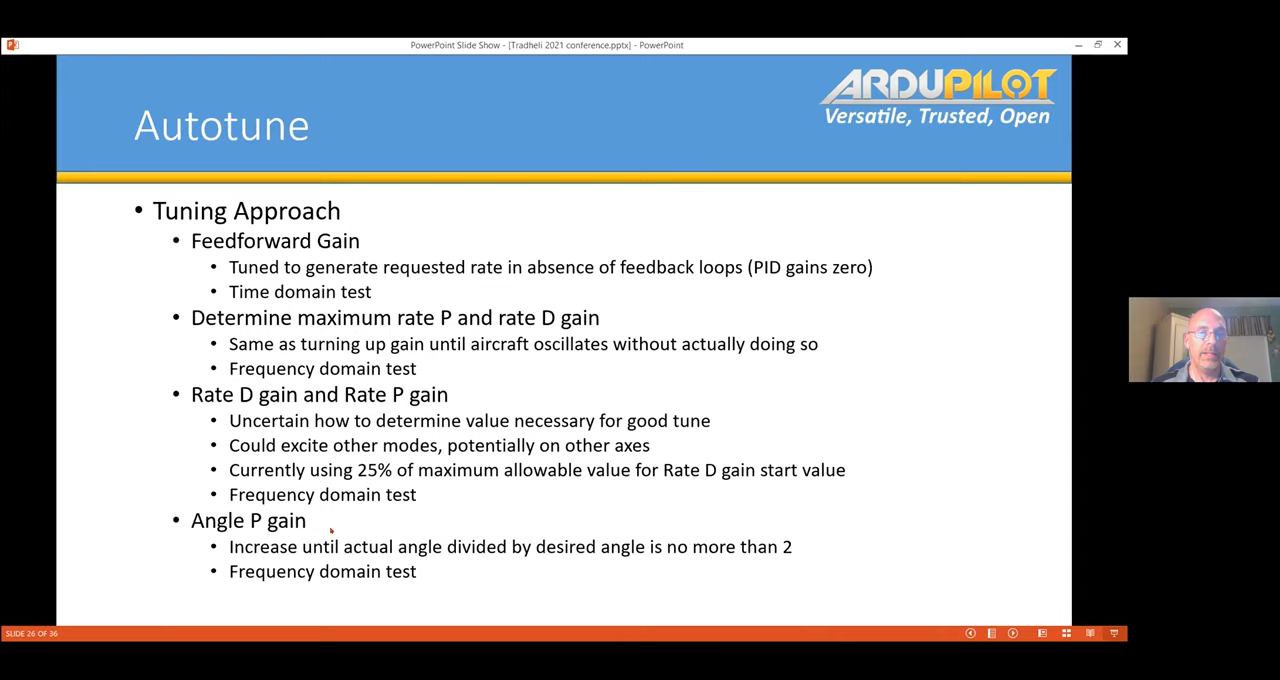 PowerPoint Slide Show - [Tradheli 2021 conference.pptx] - PowerPoint
ARDUPILOT
Versatile, Trusted, Open
Autotune
• Tuning Approach
• Feedforward Gain
• Tuned to generate requested rate in absence of feedback loops (PID gains zero)
• Time domain test
• Determine maximum rate P and rate D gain
• Same as turning up gain until aircraft oscillates without actually doing so
• Frequency domain test
• Rate D gain and Rate P gain
• Uncertain how to determine value necessary for good tune
• Could excite other modes, potentially on other axes
• Currently using 25% of maximum allowable value for Rate D gain start value
• Frequency domain test
• Angle P gain
• Increase until actual angle divided by desired angle is no more than 2
• Frequency domain test
SLIDE 26 OF 36